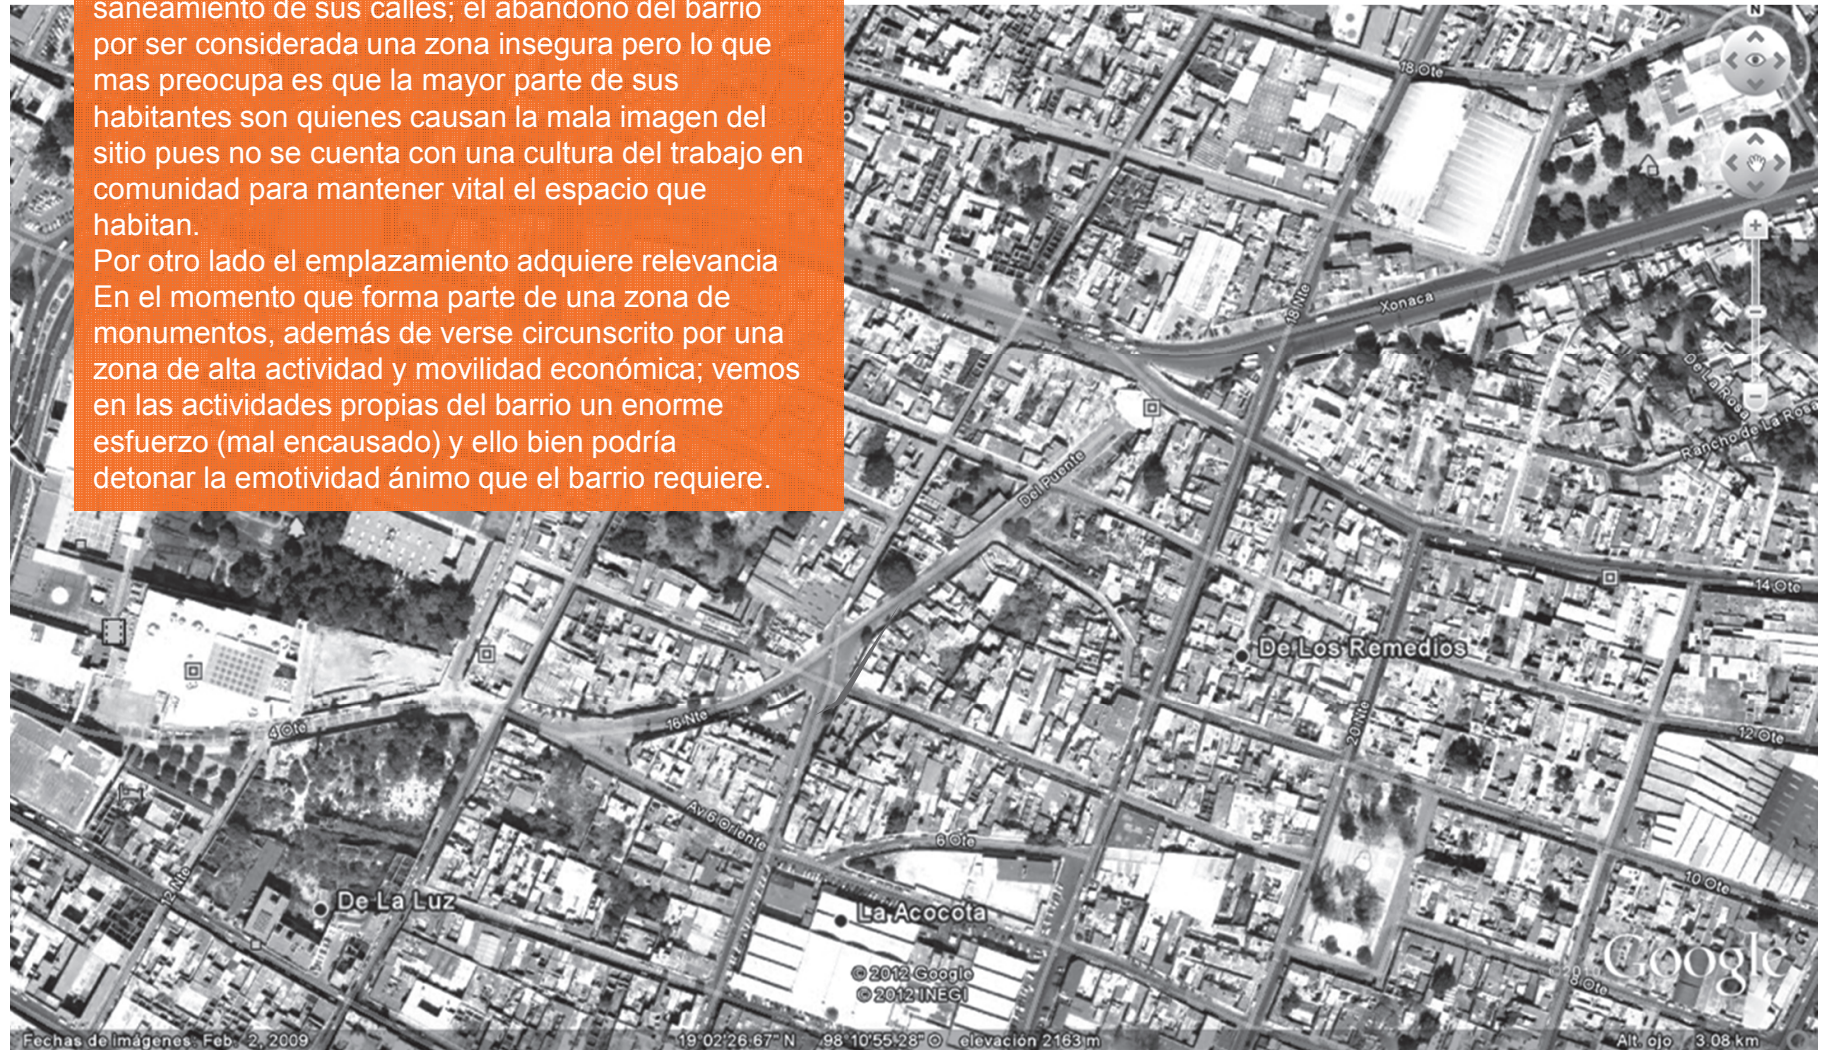 saneamiento de sus calles; el abandono del barrio
por ser considerada una zona insegura pero lo que
mas preocupa es que la mayor parte de sus
habitantes son quienes causan la mala imagen del
sitio pues no se cuenta con una cultura del trabajo en
comunidad para mantener vital el espacio que
habitan.
Por otro lado el emplazamiento adquiere relevancia
En el momento que forma parte de una zona de
monumentos, además de verse circunscrito por una
zona de alta actividad y movilidad económica; vemos
en las actividades propias del barrio un enorme
esfuerzo (mal encausado) y ello bien podría
detonar la emotividad ánimo que el barrio requiere.
N
18 Ote
18 Nte
Xonaca
De La Rosa
Rancho de La Rosa
Del Puente
14 Ote
De Los Remedios
4 Ote
16 Nte
20 Nte
12 Ote
Av 6 Oriente
6 Ote
12 Nte
10 Ote
De La Luz
La Acocota
8 Ote
Google
© 2012 Google
© 2012 INEGI
Fechas de imágenes: Feb 2, 2009
19°02'26.67" N
98°10'55.28" O
elevación 2163 m
Alt. ojo 3.08 km